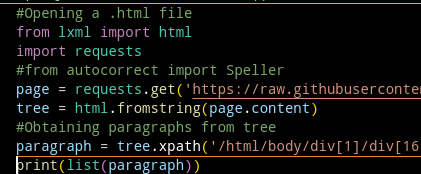 #Opening a .html file
from lxml import html
import requests
#from autocorrect import Speller
page = requests.get('https://raw.githubuserconte
tree = html.fromstring(page.content)
#Obtaining paragraphs from tree
paragraph = tree.xpath('/html/body/div[1]/div[16
print(list(paragraph))